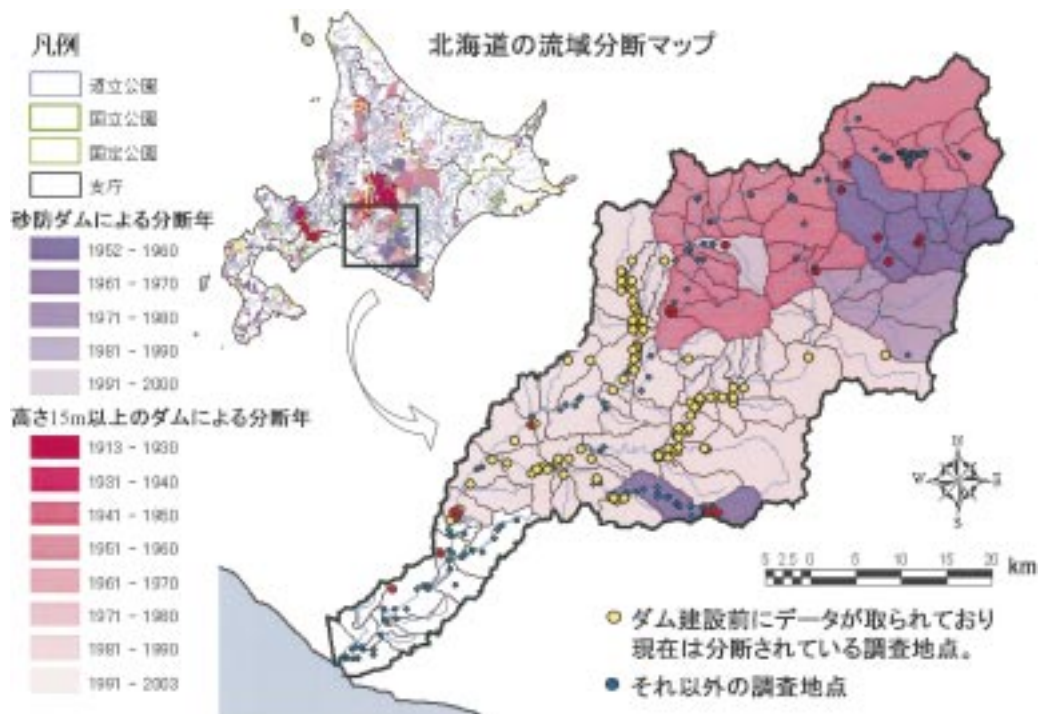 北海道の流域分断マップ
凡例
道立公園
国立公園
国定公園
支庁
砂防ダムによる分断年
1952 - 1960
1961 - 1970
1971 - 1980
1981 - 1990
1991 - 2000
高さ15m以上のダムによる分断年
1913 - 1930
1931 - 1940
1941 - 1950
1951 - 1960
1961 - 1970
1971 - 1980
1981 - 1990
1991 - 2003
N
W
E
S
5 2.5 0 5 10 15 20 km
ダム建設前にデータが取られており
現在は分断されている調査地点。
それ以外の調査地点